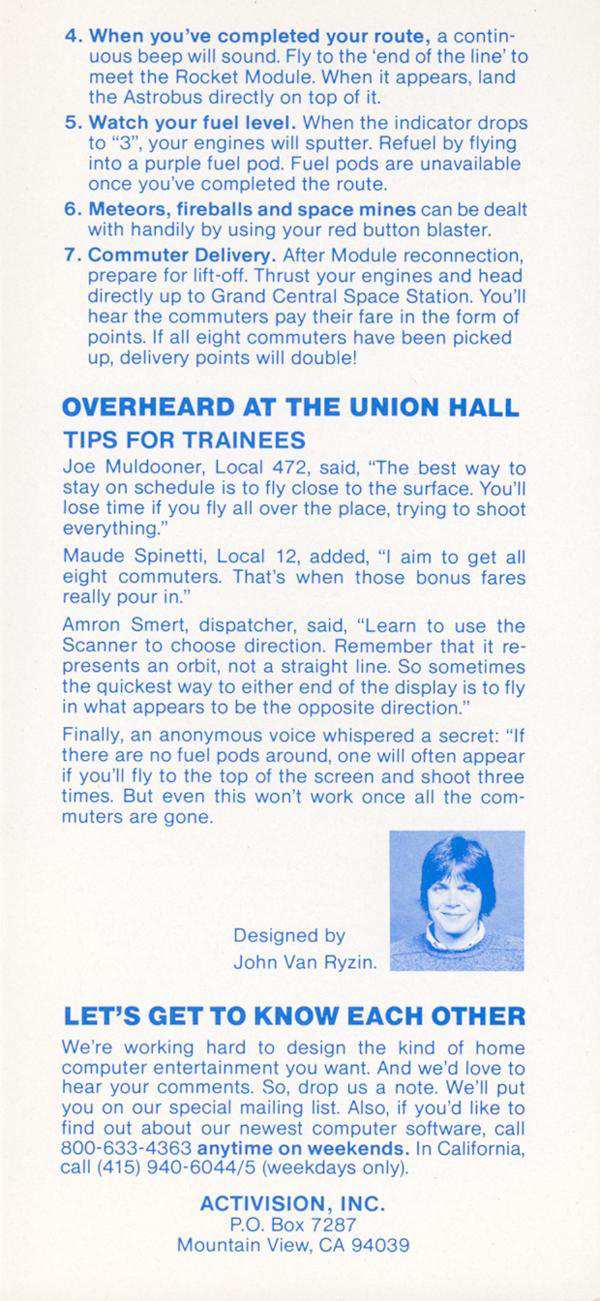 4. When you've completed your route, a contin-
uous beep will sound. Fly to the 'end of the line' to
meet the Rocket Module. When it appears, land
the Astrobus directly on top of it.
5. Watch your fuel level. When the indicator drops
to "3", your engines will sputter. Refuel by flying
into a purple fuel pod. Fuel pods are unavailable
once you've completed the route.
6. Meteors, fireballs and space mines can be dealt
with handily by using your red button blaster.
7. Commuter Delivery. After Module reconnection,
prepare for lift-off. Thrust your engines and head
directly up to Grand Central Space Station. You'll
hear the commuters pay their fare in the form of
points. If all eight commuters have been picked
up, delivery points will double!
OVERHEARD AT THE UNION HALL
TIPS FOR TRAINEES
Joe Muldooner, Local 472, said, "The best way to
stay on schedule is to fly close to the surface. You'll
lose time if you fly all over the place, trying to shoot
everything."
Maude Spinetti, Local 12, added, "I aim to get all
eight commuters. That's when those bonus fares
really pour in."
Amron Smert, dispatcher, said, "Learn to use the
Scanner to choose direction. Remember that it re-
presents an orbit, not a straight line. So sometimes
the quickest way to either end of the display is to fly
in what appears to be the opposite direction."
Finally, an anonymous voice whispered a secret: "If
there are no fuel pods around, one will often appear
if you'll fly to the top of the screen and shoot three
times. But even this won't work once all the com-
muters are gone.
Designed by
John Van Ryzin.
LET'S GET TO KNOW EACH OTHER
We're working hard to design the kind of home
computer entertainment you want. And we'd love to
hear your comments. So, drop us a note. We'll put
you on our special mailing list. Also, if you'd like to
find out about our newest computer software, call
800-633-4363 anytime on weekends. In California,
call (415) 940-6044/5 (weekdays only).
ACTIVISION, INC.
P.O. Box 7287
Mountain View, CA 94039